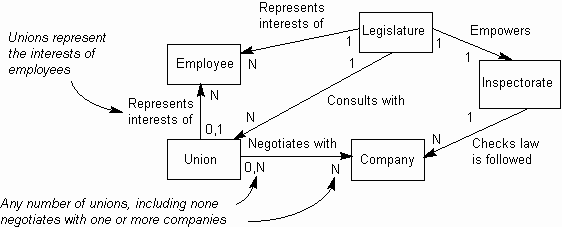 Represents
interests of
Legislature
Empowers
Unions represent
the interests of
employees
1
1
1
Employee
N
1
Inspectorate
N
Represents
interests of
Consults with
N
1
0,1
Negotiates with
N
Checks law
is followed
Union
Company
0,N
N
Any number of unions, including none
negotiates with one or more companies